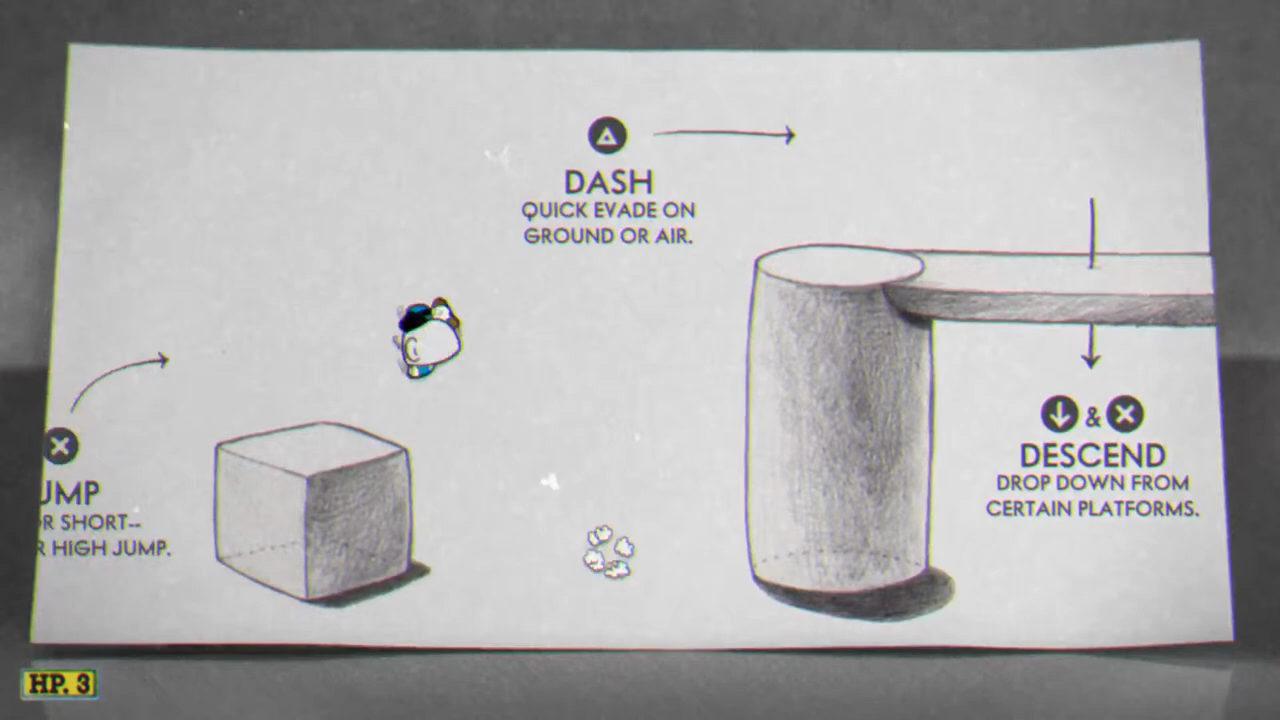 DASH
QUICK EVADE ON
GROUND OR AIR.
&
DESCEND
DROP DOWN FROM
CERTAIN PLATFORMS.
UMP
OR SHORT--
R HIGH JUMP.
HP. 3